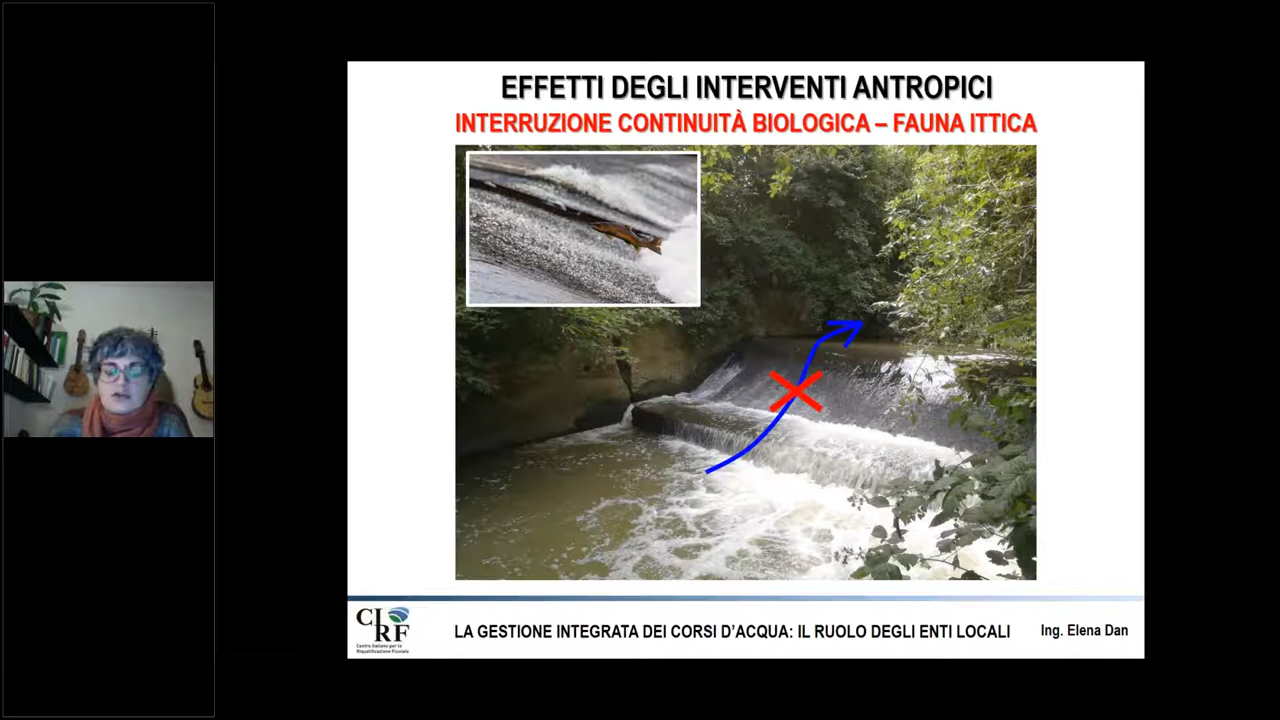 EFFETTI DEGLI INTERVENTI ANTROPICI
INTERRUZIONE CONTINUITÀ BIOLOGICA – FAUNA ITTICA
CIRF
Centro Italiano per la
Riqualificazione Fluviale
LA GESTIONE INTEGRATA DEI CORSI D'ACQUA: IL RUOLO DEGLI ENTI LOCALI
Ing. Elena Dan